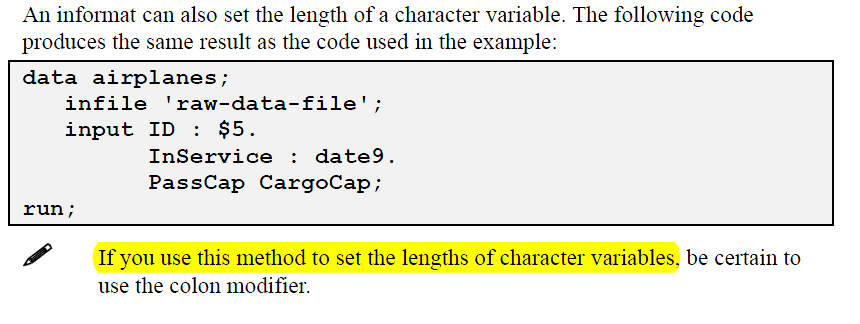 An informat can also set the length of a character variable. The following code
produces the same result as the code used in the example:
data airplanes;
infile 'raw-data-file';
input ID : $5.
InService : date9.
PassCap CargoCap;
run;
If you use this method to set the lengths of character variables, be certain to
use the colon modifier.